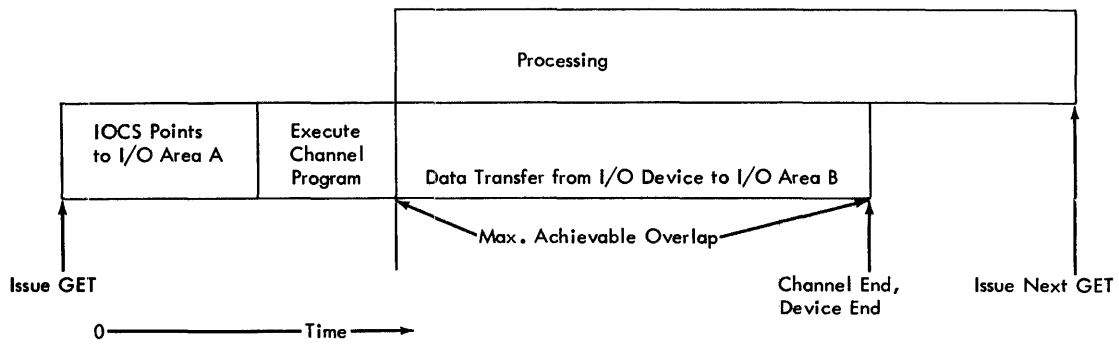 Processing
IOCS Points
to I/O Area A
Execute
Channel
Program
Data Transfer from I/O Device to I/O Area B
Max. Achievable Overlap
Issue GET
Channel End,
Device End
Issue Next GET
0 Time